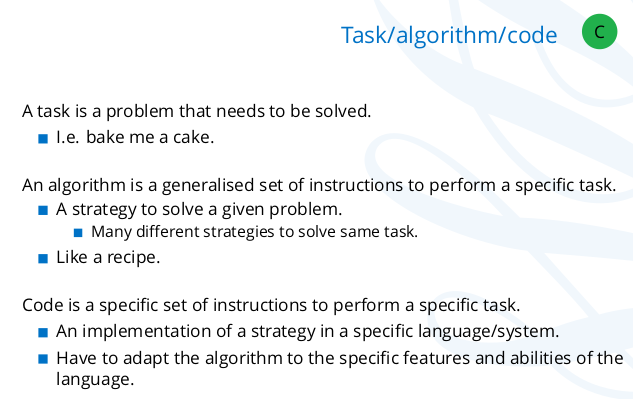 Task/algorithm/code
C
A task is a problem that needs to be solved.
I.e. bake me a cake.
An algorithm is a generalised set of instructions to perform a specific task.
A strategy to solve a given problem.
Many different strategies to solve same task.
Like a recipe.
Code is a specific set of instructions to perform a specific task.
An implementation of a strategy in a specific language/system.
Have to adapt the algorithm to the specific features and abilities of the
language.